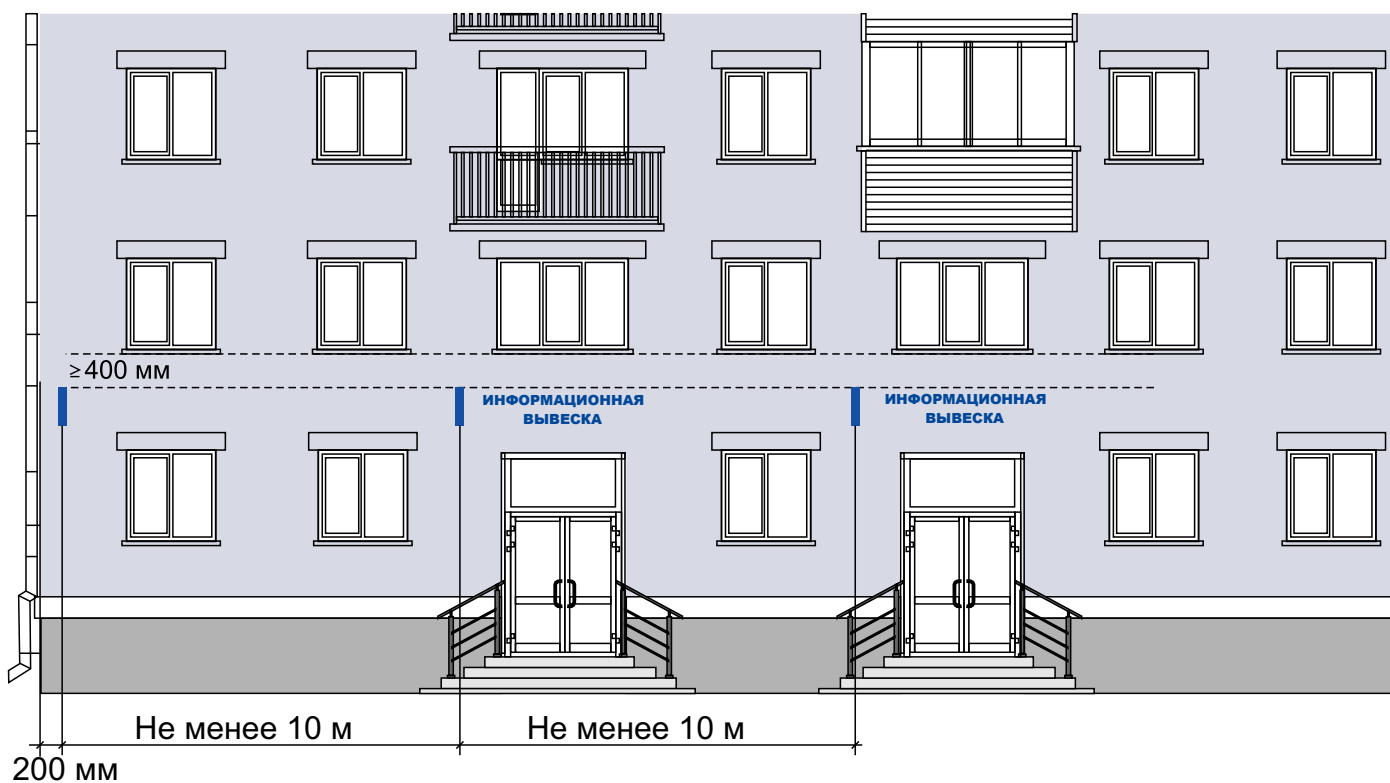 ≥400 мм
ИНФОРМАЦИОННАЯ
ВЫВЕСКА
ИНФОРМАЦИОННАЯ
ВЫВЕСКА
Не менее 10 м
Не менее 10 м
200 мм